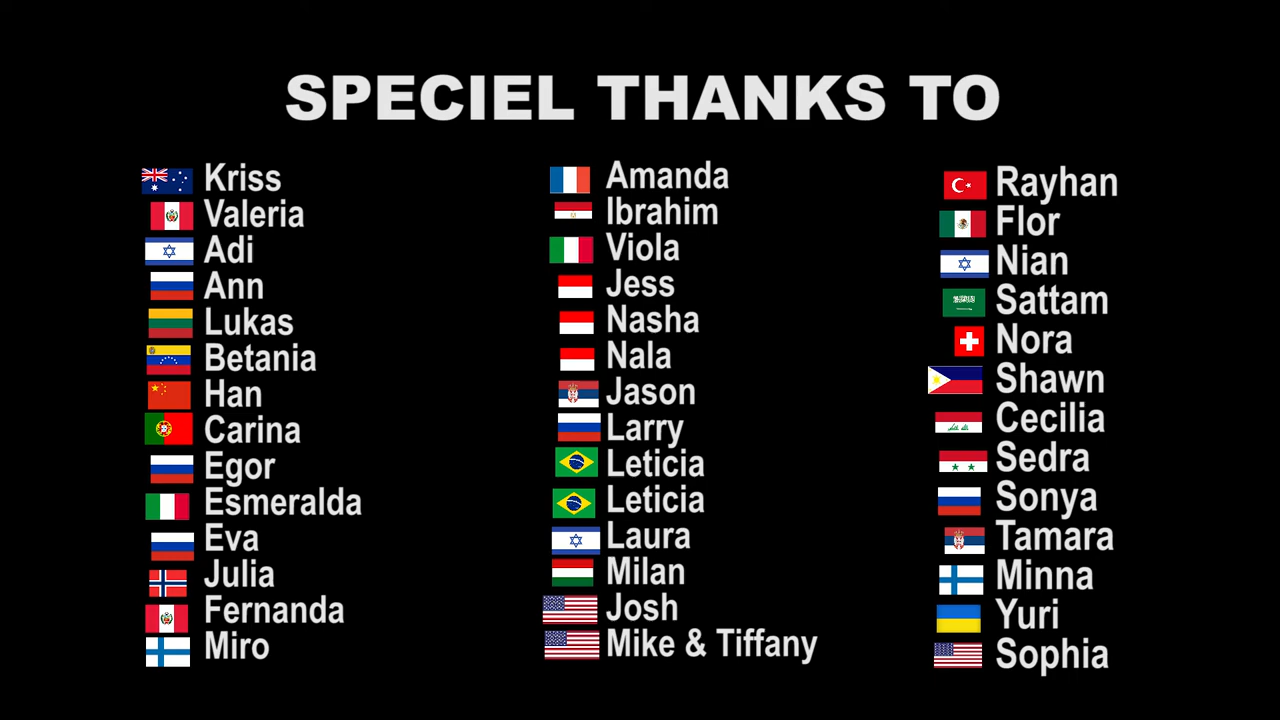 SPECIEL THANKS TO
Kriss
Valeria
Adi
Ann
Lukas
Betania
Han
Carina
Egor
Esmeralda
Eva
Julia
Fernanda
Miro
Amanda
Ibrahim
Viola
Jess
Nasha
Nala
Jason
Larry
Leticia
Leticia
Laura
Milan
Josh
Mike & Tiffany
Rayhan
Flor
Nian
Sattam
Nora
Shawn
Cecilia
Sedra
Sonya
Tamara
Minna
Yuri
Sophia